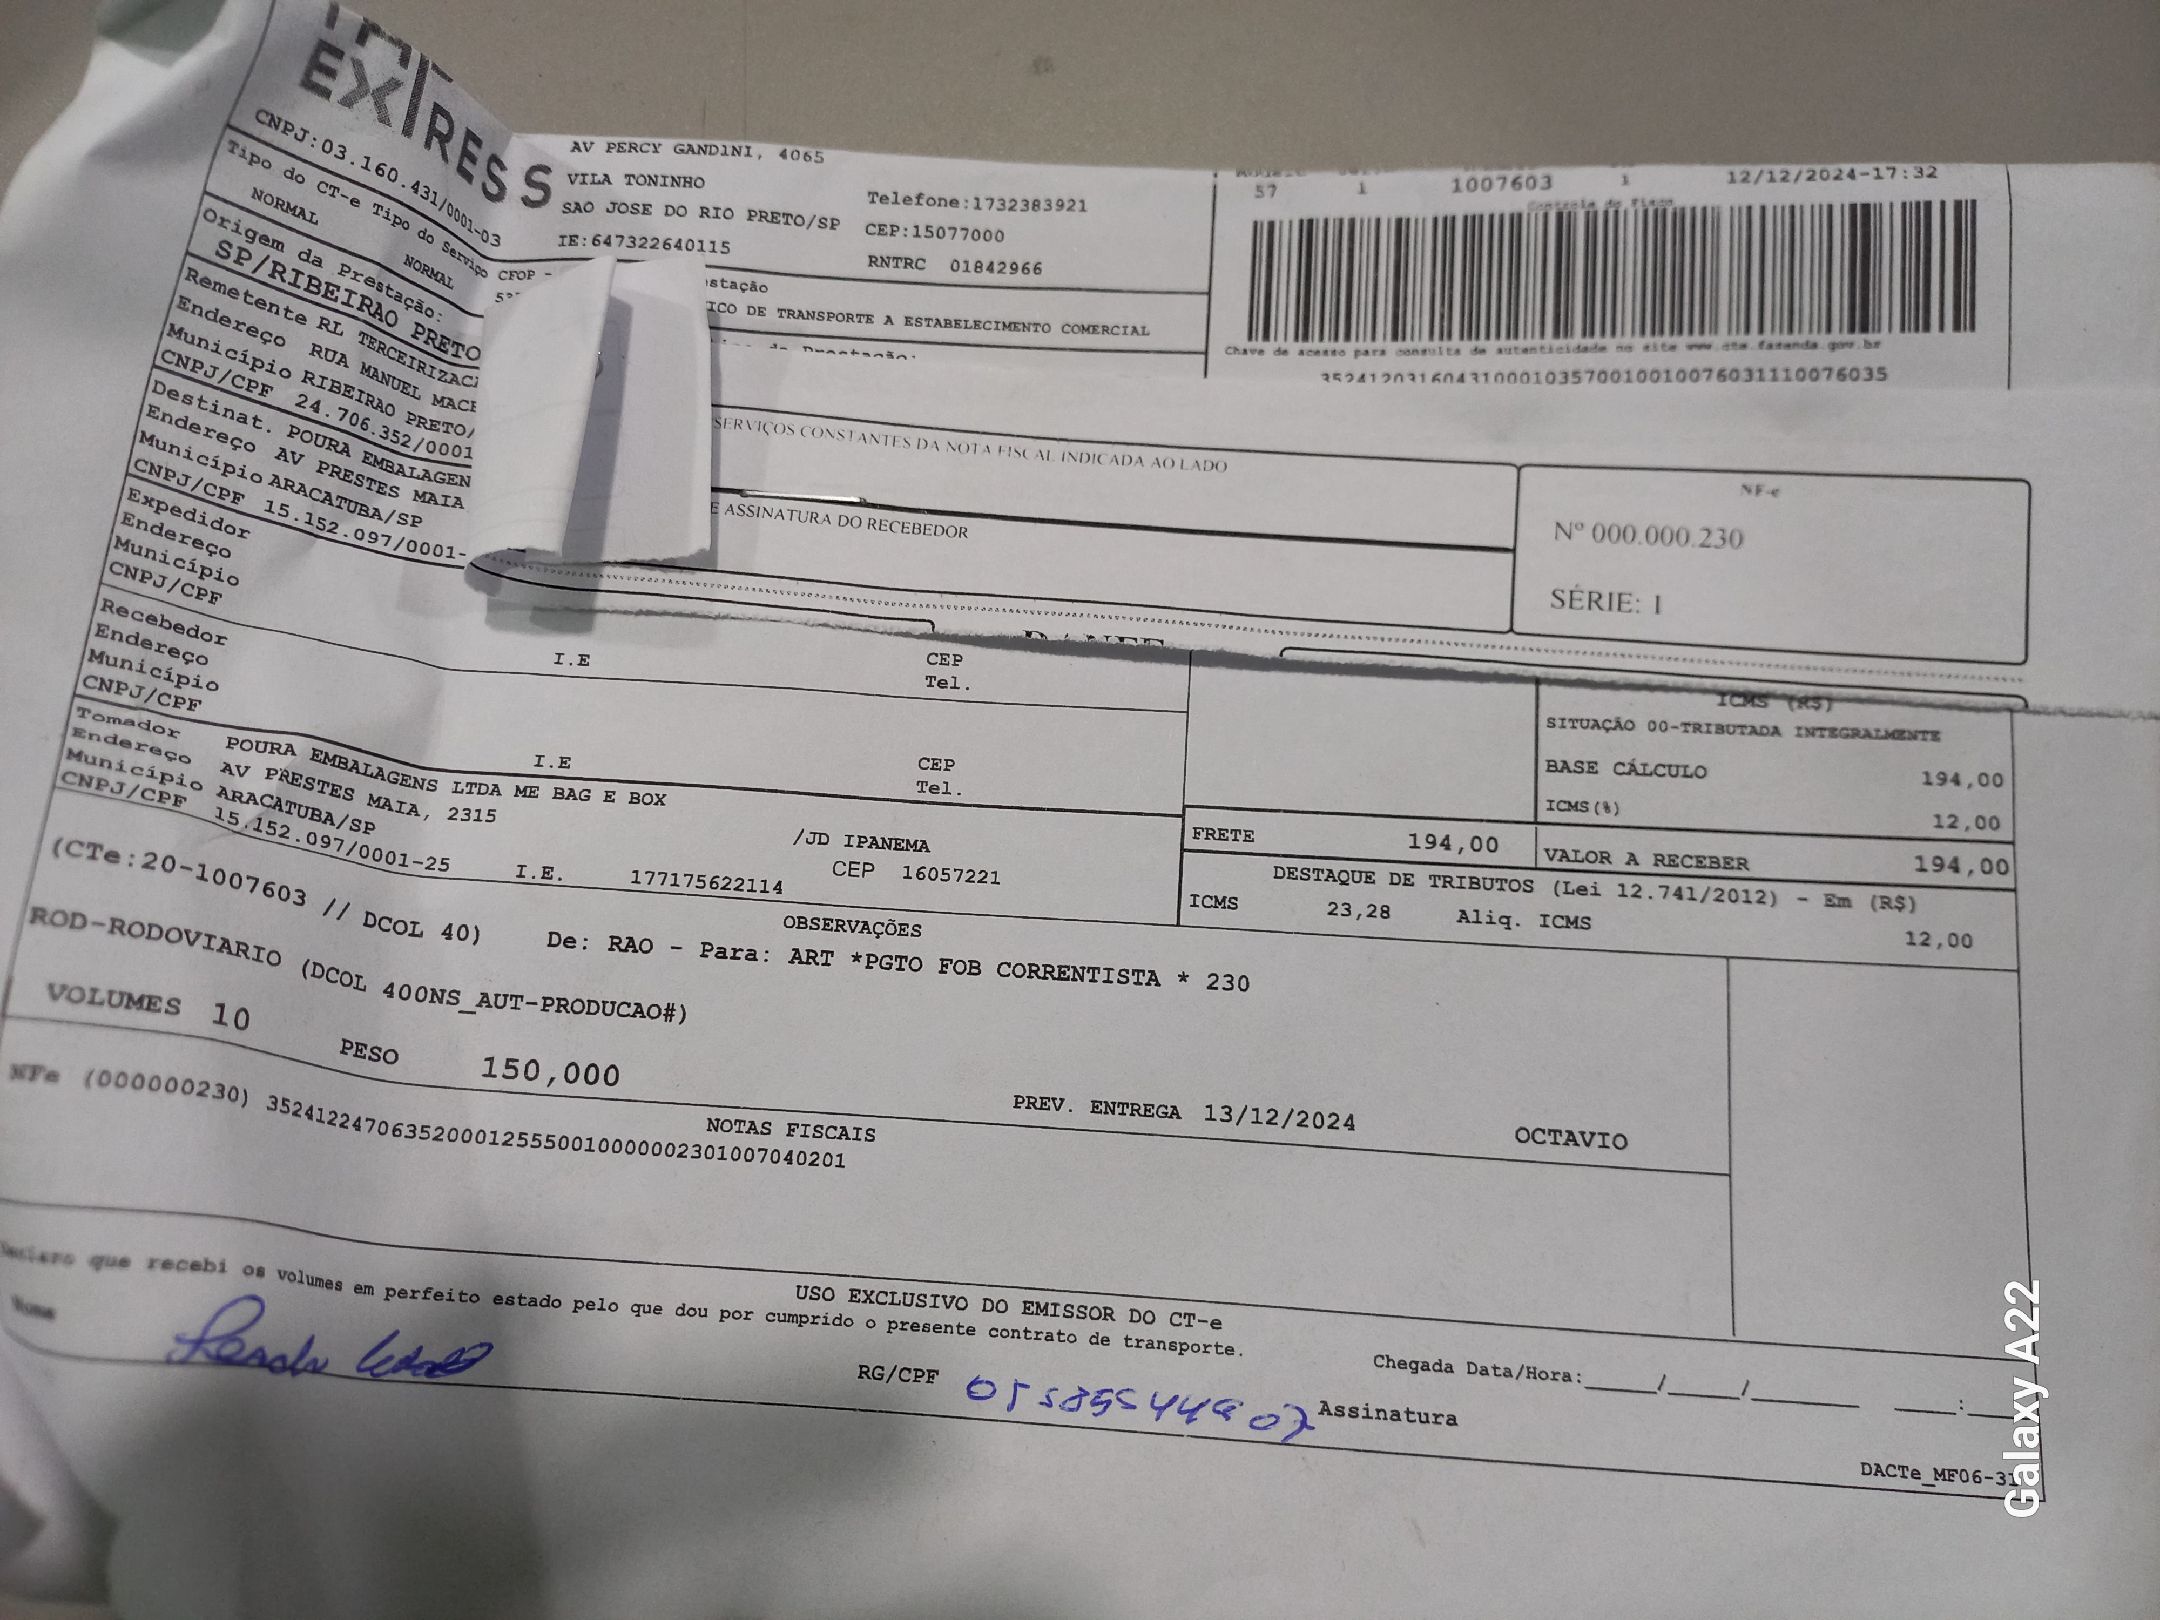 EXPRESS
CNPJ:03.160.431/0001-03
AV PERCY GANDINI, 4065
VILA TONINHO
SAO JOSE DO RIO PRETO/SP
IE:647322640115
Telefone:1732383921
CEP:15077000
RNTRC 01842966
57 1 1007603 1 12/12/2024-17:32
Controle do Fisco
Chave de acesso para consulta de autenticidade no site www.cte.fazenda.gov.br
35241203160431000103570010010076031110076035
Tipo do CT-e Tipo do Serviço CFOP -
NORMAL NORMAL
ICO DE TRANSPORTE A ESTABELECIMENTO COMERCIAL
Origem da Prestação:
SP/RIBEIRAO PRETO
Remetente RL TERCEIRIZAC
Endereço RUA MANUEL MACE
Município RIBEIRAO PRETO/
CNPJ/CPF 24.706.352/0001
Destinat. POURA EMBALAGEN
Endereço AV PRESTES MAIA
Município ARACATUBA/SP
CNPJ/CPF 15.152.097/0001-
SERVIÇOS CONSTANTES DA NOTA FISCAL INDICADA AO LADO
E ASSINATURA DO RECEBEDOR
NF-e
Nº 000.000.230
SÉRIE: 1
Expedidor
Endereço
Município
CNPJ/CPF
I.E CEP
Tel.
Recebedor
Endereço
Município
CNPJ/CPF
I.E CEP
Tel.
Tomador POURA EMBALAGENS LTDA ME BAG E BOX
Endereço AV PRESTES MAIA, 2315 /JD IPANEMA
Município ARACATUBA/SP CEP 16057221
CNPJ/CPF 15.152.097/0001-25 I.E. 177175622114
ICMS (R$)
SITUAÇÃO 00-TRIBUTADA INTEGRALMENTE
BASE CÁLCULO 194,00
ICMS(%) 12,00
FRETE 194,00 VALOR A RECEBER 194,00
DESTAQUE DE TRIBUTOS (Lei 12.741/2012) - Em (R$)
ICMS 23,28 Aliq. ICMS 12,00
OBSERVAÇÕES
(CTe:20-1007603 // DCOL 40) De: RAO - Para: ART *PGTO FOB CORRENTISTA * 230
ROD-RODOVIARIO (DCOL 400NS_AUT-PRODUCAO#)
VOLUMES 10 PESO 150,000 PREV. ENTREGA 13/12/2024 OCTAVIO
NOTAS FISCAIS
NFe (000000230) 35241224706352000125550010000002301007040201
USO EXCLUSIVO DO EMISSOR DO CT-e
Declaro que recebi os volumes em perfeito estado pelo que dou por cumprido o presente contrato de transporte.
Nome RG/CPF Assinatura
Chegada Data/Hora:____/____/______ ___:___
DACTe_MF06-31
Galaxy A22